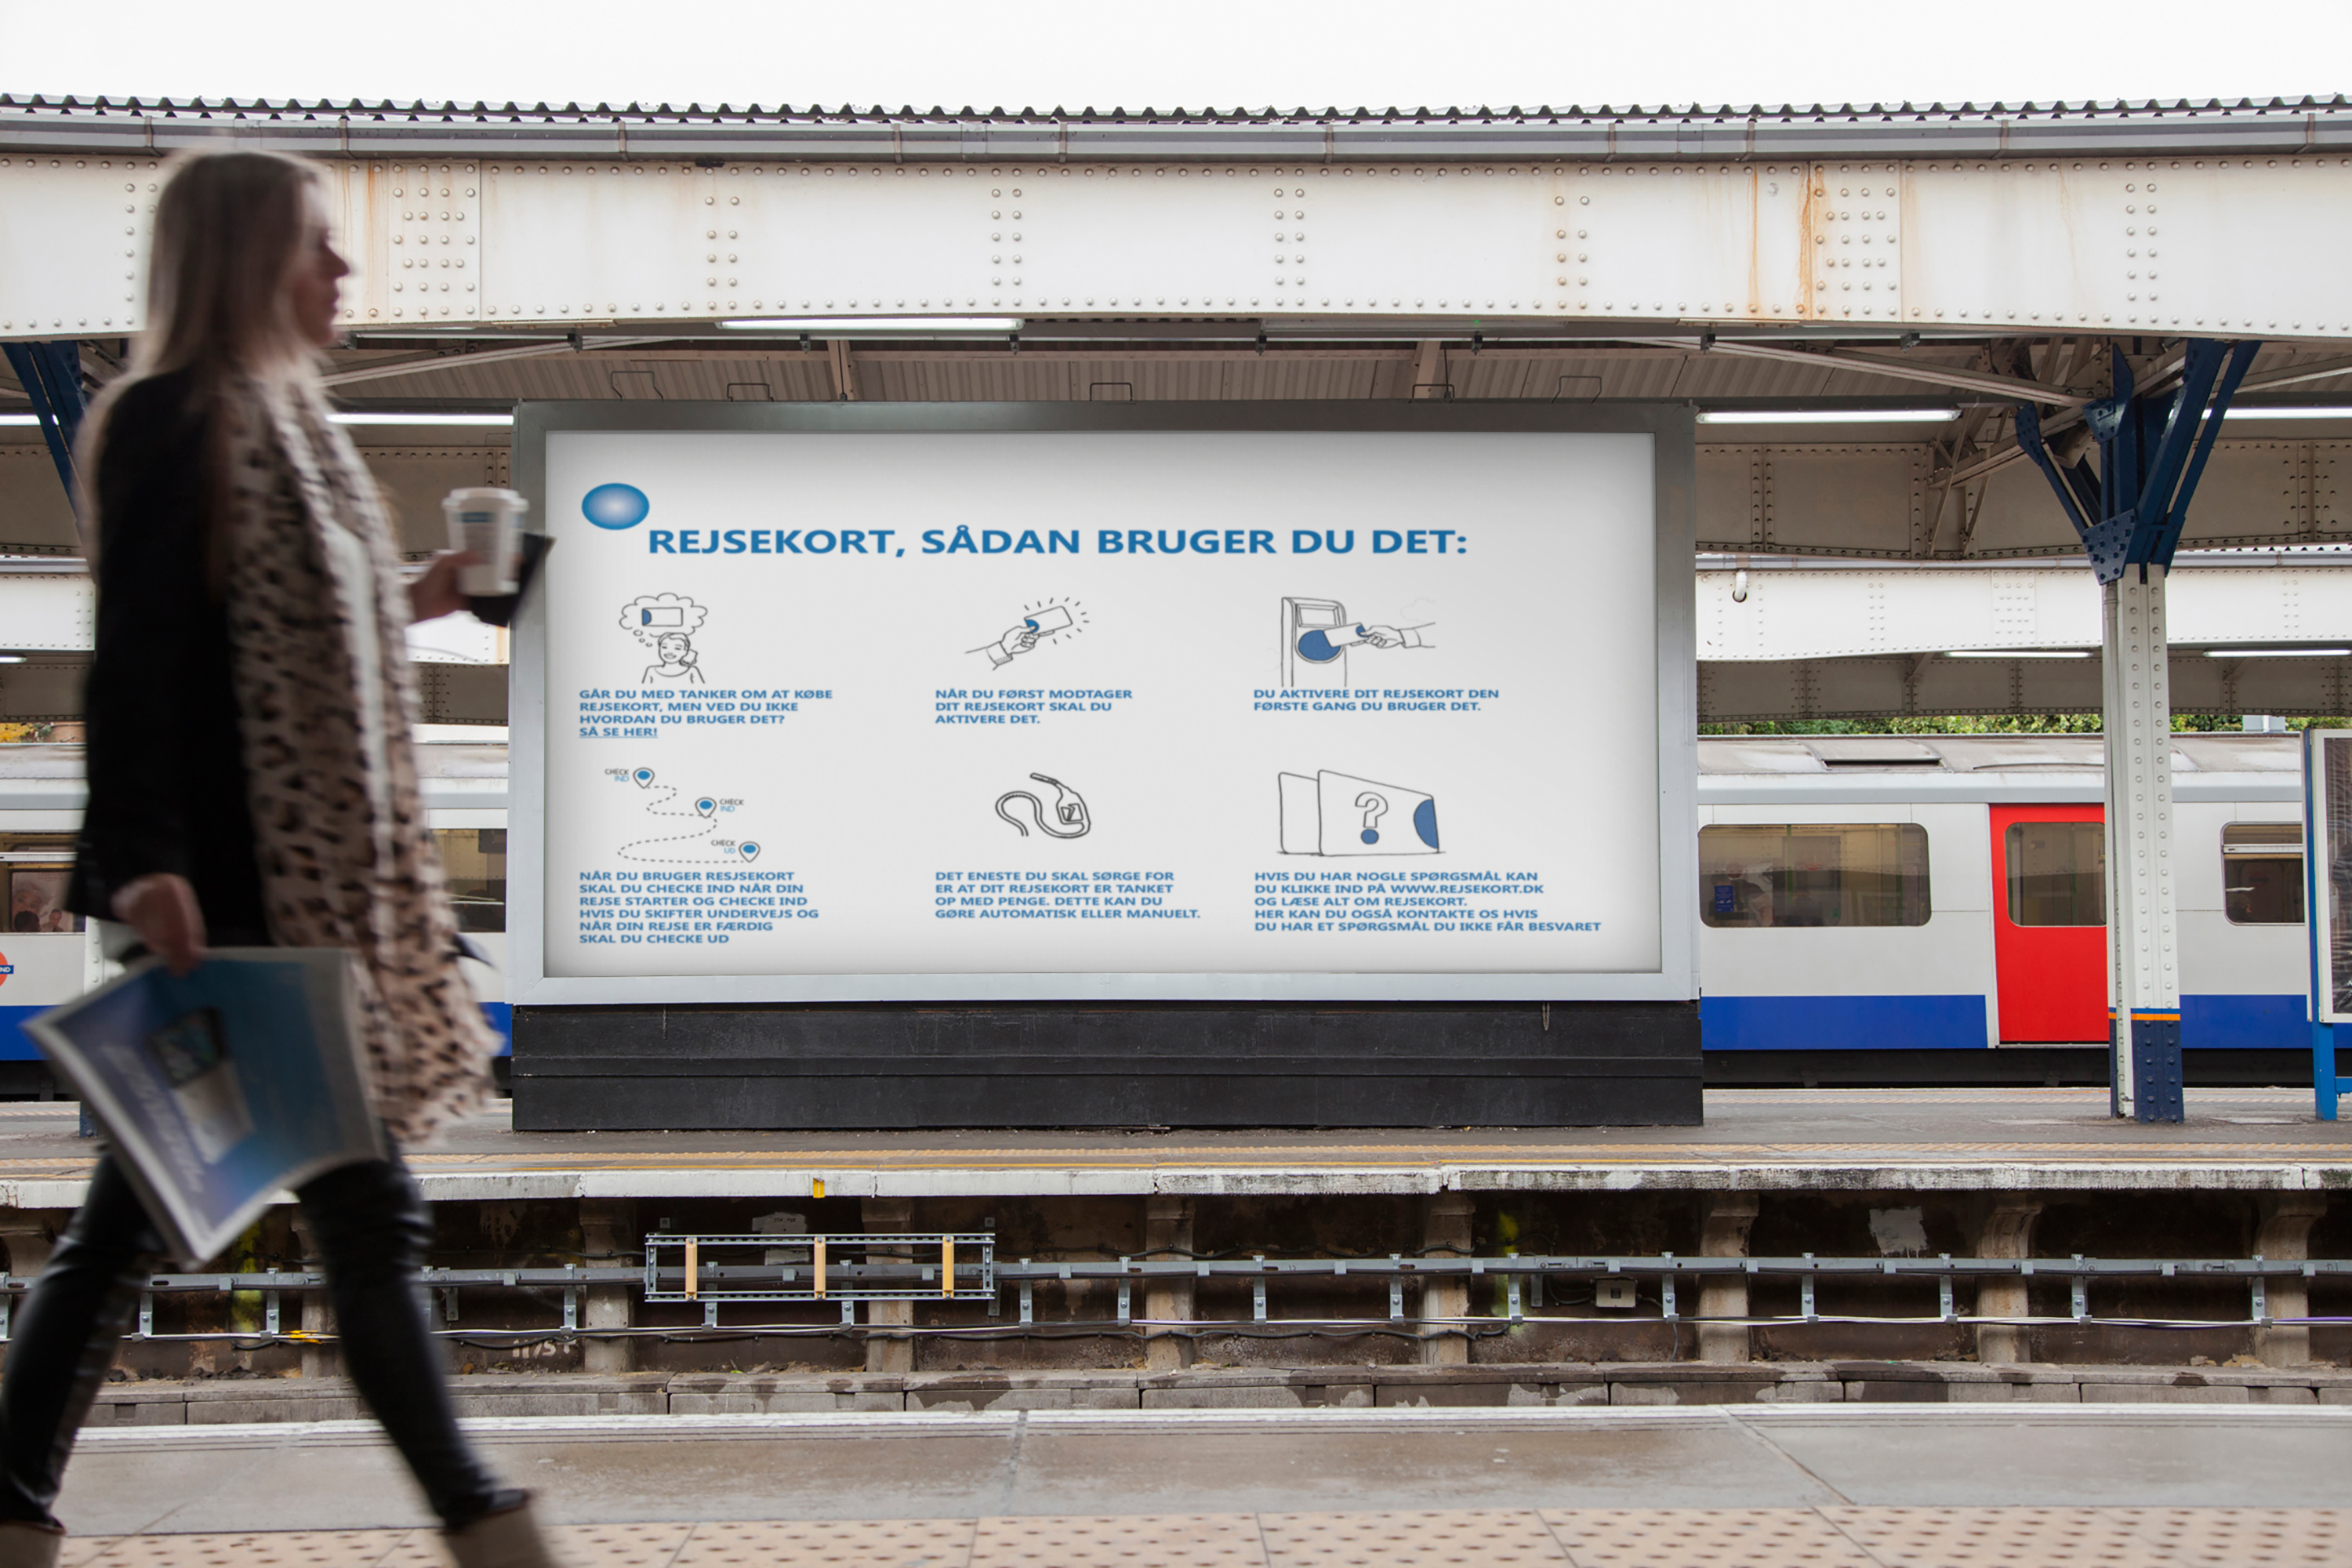 REJSEKORT, SÅDAN BRUGER DU DET:
GÅR DU MED TANKER OM AT KØBE
REJSEKORT, MEN VED DU IKKE
HVORDAN DU BRUGER DET?
SÅ SE HER!
NÅR DU FØRST MODTAGER
DIT REJSEKORT SKAL DU
AKTIVERE DET.
DU AKTIVERE DIT REJSEKORT DEN
FØRSTE GANG DU BRUGER DET.
CHECK
IND
CHECK
IND
CHECK
UD
NÅR DU BRUGER RESJSEKORT
SKAL DU CHECKE IND NÅR DIN
REJSE STARTER OG CHECKE IND
HVIS DU SKIFTER UNDERVEJS OG
NÅR DIN REJSE ER FÆRDIG
SKAL DU CHECKE UD
DET ENESTE DU SKAL SØRGE FOR
ER AT DIT REJSEKORT ER TANKET
OP MED PENGE. DETTE KAN DU
GØRE AUTOMATISK ELLER MANUELT.
?
HVIS DU HAR NOGLE SPØRGSMÅL KAN
DU KLIKKE IND PÅ WWW.REJSEKORT.DK
OG LÆSE ALT OM REJSEKORT.
HER KAN DU OGSÅ KONTAKTE OS HVIS
DU HAR ET SPØRGSMÅL DU IKKE FÅR BESVARET